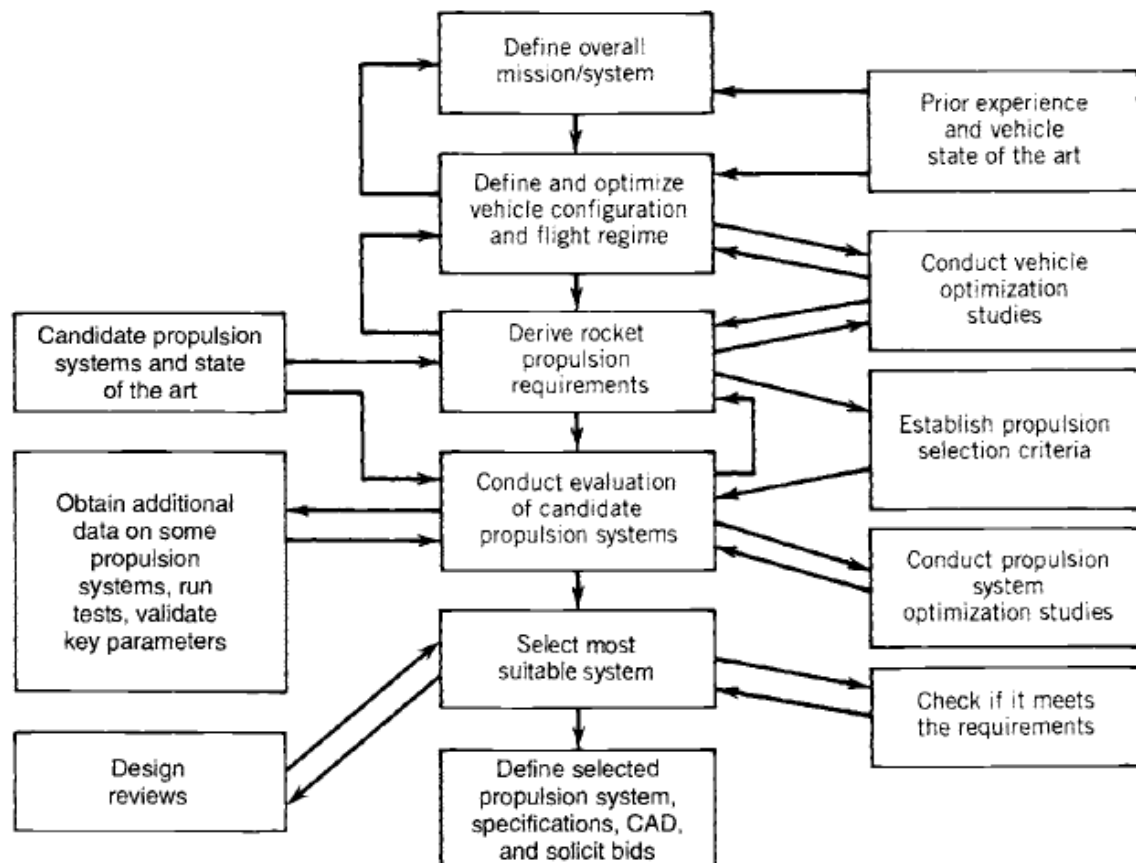 Define overall
mission/system
Prior experience
and vehicle
state of the art
Define and optimize
vehicle configuration
and flight regime
Conduct vehicle
optimization
studies
Candidate propulsion
systems and state
of the art
Derive rocket
propulsion
requirements
Establish propulsion
selection criteria
Obtain additional
data on some
propulsion
systems, run
tests, validate
key parameters
Conduct evaluation
of candidate
propulsion systems
Conduct propulsion
system
optimization studies
Select most
suitable system
Check if it meets
the requirements
Design
reviews
Define selected
propulsion system,
specifications, CAD,
and solicit bids